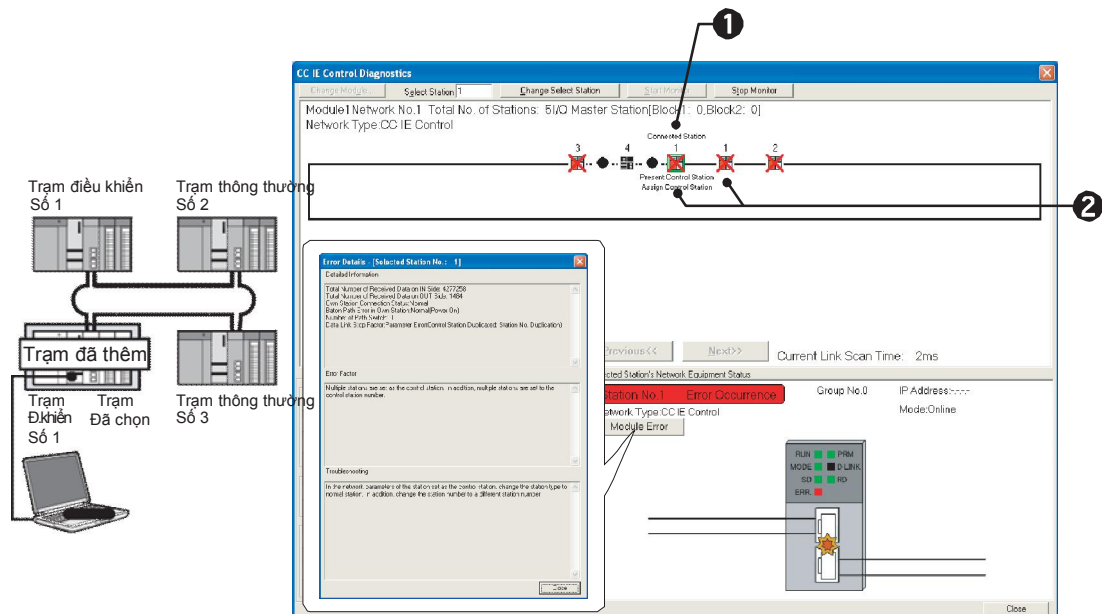 1
CC IE Control Diagnostics
Change Module...
Select Station 1
Change Select Station
Start Monitor
Stop Monitor
Module1 Network No.1 Total No. of Stations: 5 I/O Master Station[Block1: 0,Block2: 0]
Network Type:CC IE Control
Connected Station
3 4 1 1 2
Present Control Station
Assign Control Station
2
Trạm điều khiển
Số 1
Trạm thông thường
Số 2
Trạm đã thêm
Trạm
Đ.khiển
Số 1
Trạm
Đã chọn
Trạm thông thường
Số 3
Error Details - [Selected Station No.: 1]
Detailed Information
Total Number of Received Data on IN Side: 4277258
Total Number of Received Data on OUT Side: 1484
Own Station Connection Status:Normal
Baton Path Error in Own Station:Normal(Power On)
Number of Path Switch: 1
Data Link Stop Factor:Parameter Error(Control Station Duplicated, Station No. Duplication)
Error Factor
Multiple stations are set as the control station. In addition, multiple stations are set to the
control station number.
Troubleshooting
In the network parameters of the station set as the control station, change the station type to
normal station. In addition, change the station number to a different station number.
Close
Previous<<
Next>>
Current Link Scan Time: 2ms
cted Station's Network Equipment Status
Station No.1 Error Occurrence
Group No.0
IP Address:-.-.-.-
etwork Type:CC IE Control
Mode:Online
Module Error
RUN PRM
MODE D-LINK
SD RD
ERR.
Close